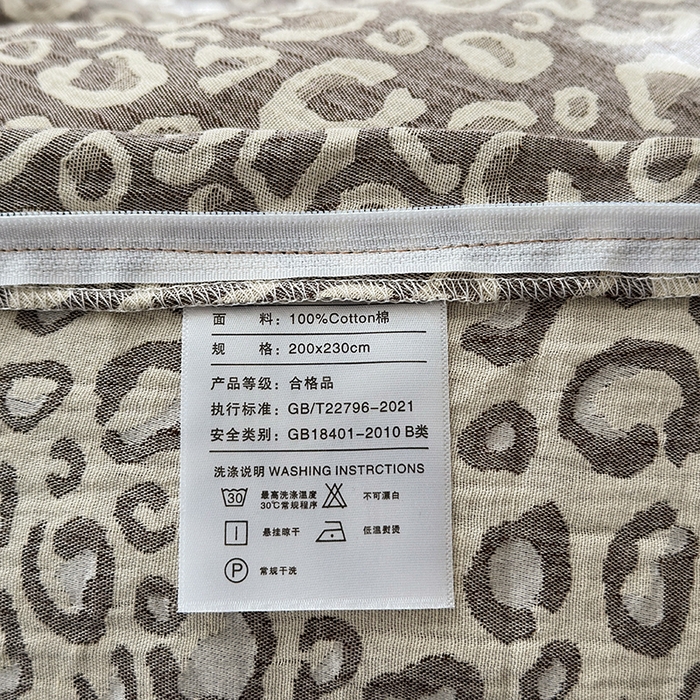 面 料：100%Cotton棉
规 格：200x230cm
产品等级：合格品
执行标准：GB/T22796-2021
安全类别：GB18401-2010 B类
洗涤说明 WASHING INSTRCTIONS
30 最高洗涤温度 30℃常规程序
不可漂白
悬挂晾干
低温熨烫
P 常规干洗